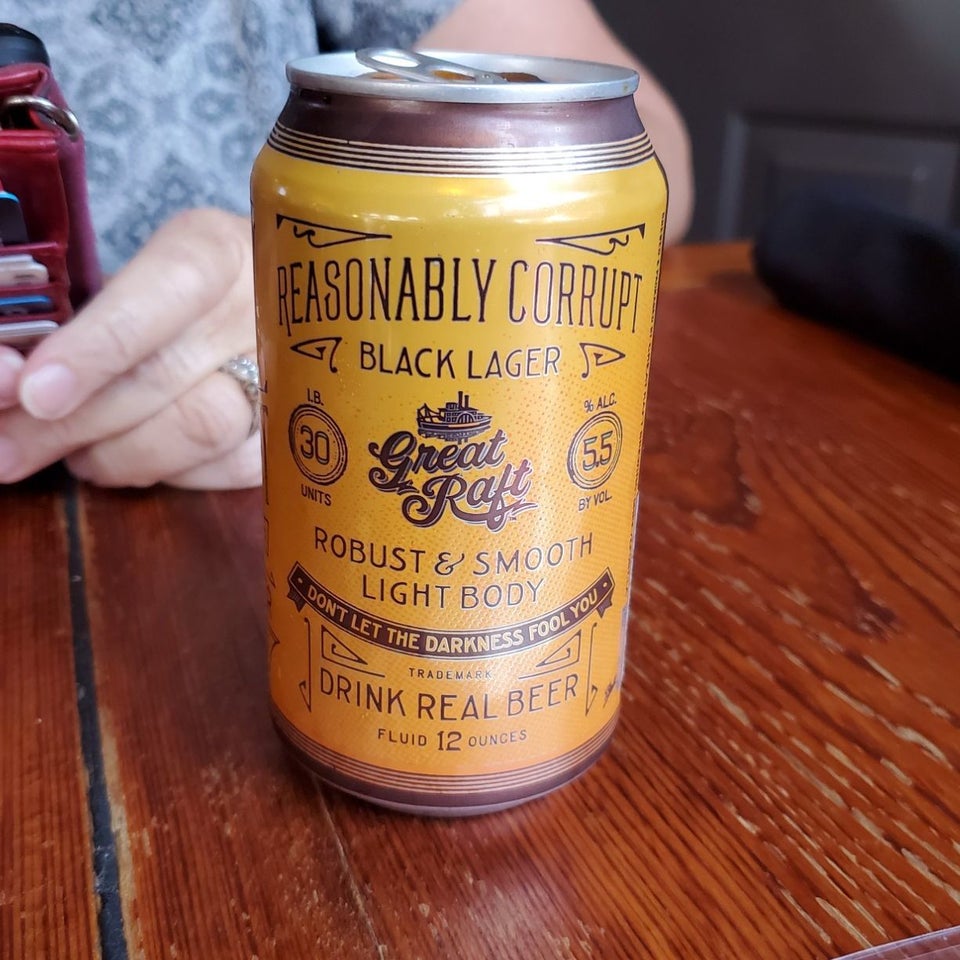 REASONABLY CORRUPT
BLACK LAGER
I.B.
30
UNITS
Great
Raft
TM
% ALC.
5.5
BY VOL.
ROBUST & SMOOTH
LIGHT BODY
DON'T LET THE DARKNESS FOOL YOU
TRADEMARK
DRINK REAL BEER
FLUID 12 OUNCES